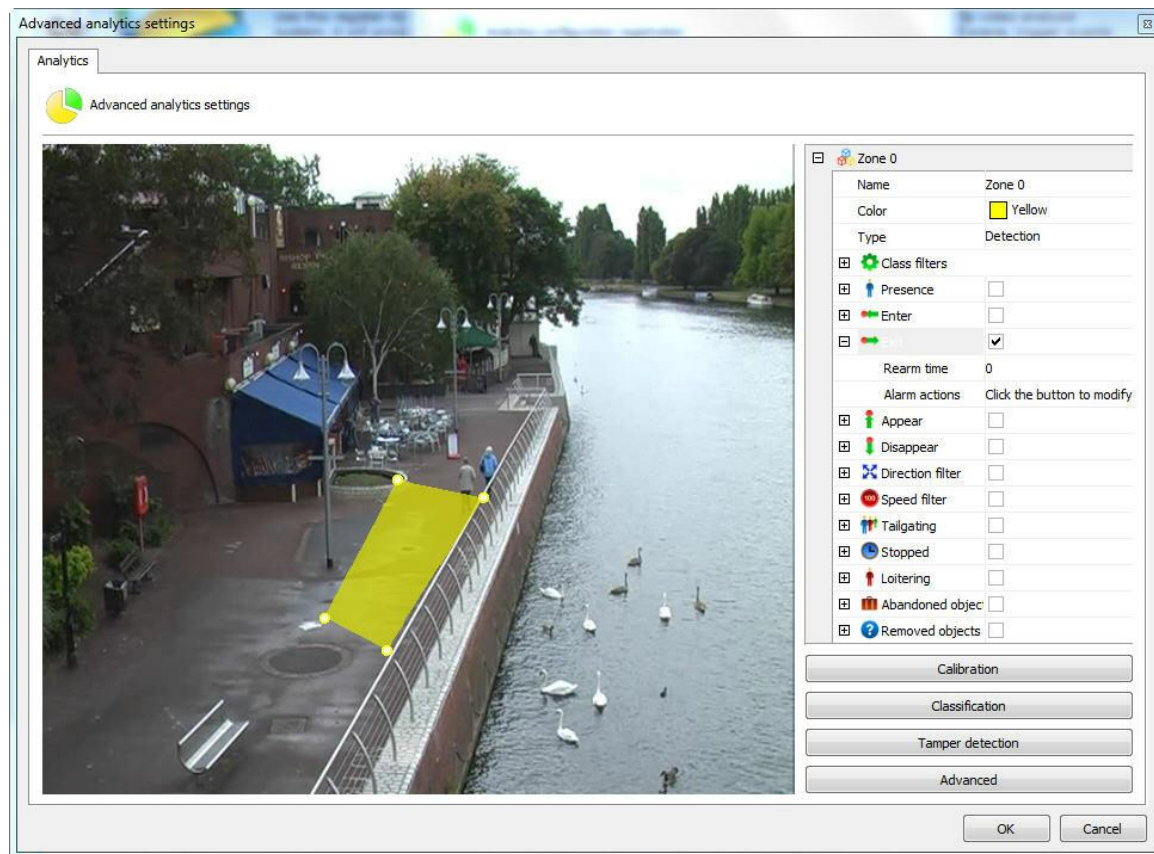 Advanced analytics settings
Analytics
Advanced analytics settings
Zone 0
Name Zone 0
Color Yellow
Type Detection
Class filters
Presence
Enter
Exit
Rearm time 0
Alarm actions Click the button to modify
Appear
Disappear
Direction filter
100 Speed filter
Tailgating
Stopped
Loitering
Abandoned objec
? Removed objects
Calibration
Classification
Tamper detection
Advanced
OK Cancel